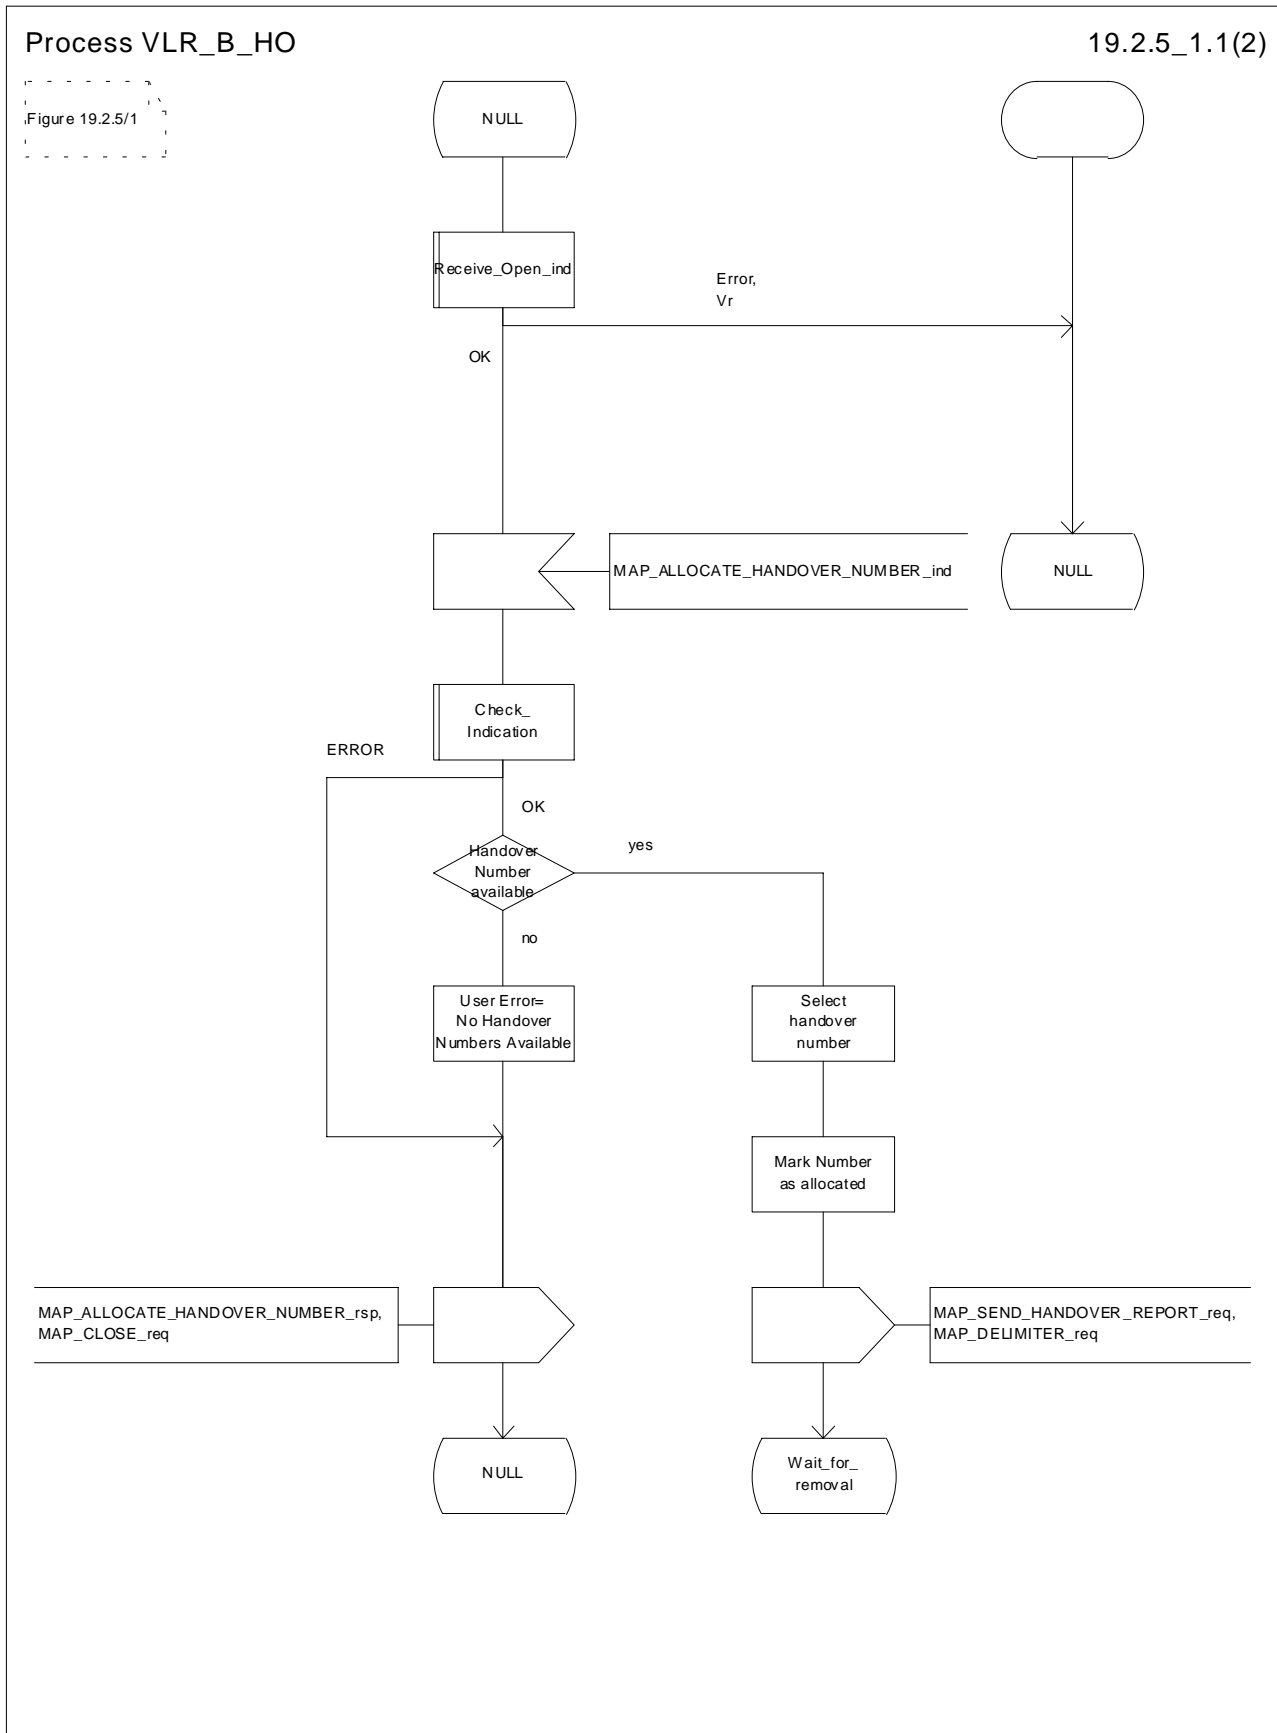 Process VLR_B_HO
19.2.5_1.1(2)
Figure 19.2.5/1
NULL
Receive_Open_ind
Error,
Vr
OK
MAP_ALLOCATE_HANDOVER_NUMBER_ind
NULL
Check_
Indication
ERROR
OK
Handover
Number
available
yes
no
User Error=
No Handover
Numbers Available
Select
handover
number
Mark Number
as allocated
MAP_ALLOCATE_HANDOVER_NUMBER_rsp,
MAP_CLOSE_req
MAP_SEND_HANDOVER_REPORT_req,
MAP_DELIMITER_req
NULL
Wait_for_
removal